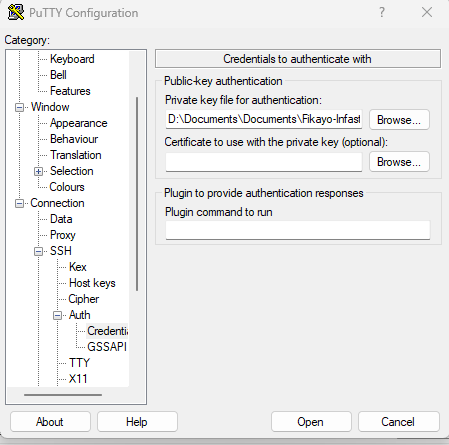 PuTTY Configuration
Category:
Keyboard
Bell
Features
Window
Appearance
Behaviour
Translation
Selection
Colours
Connection
Data
Proxy
SSH
Kex
Host keys
Cipher
Auth
Credenti
GSSAPI
TTY
X11
Credentials to authenticate with
Public-key authentication
Private key file for authentication:
D:\Documents\Documents\Fikayo-Infast
Browse...
Certificate to use with the private key (optional):
Browse...
Plugin to provide authentication responses
Plugin command to run
About
Help
Open
Cancel